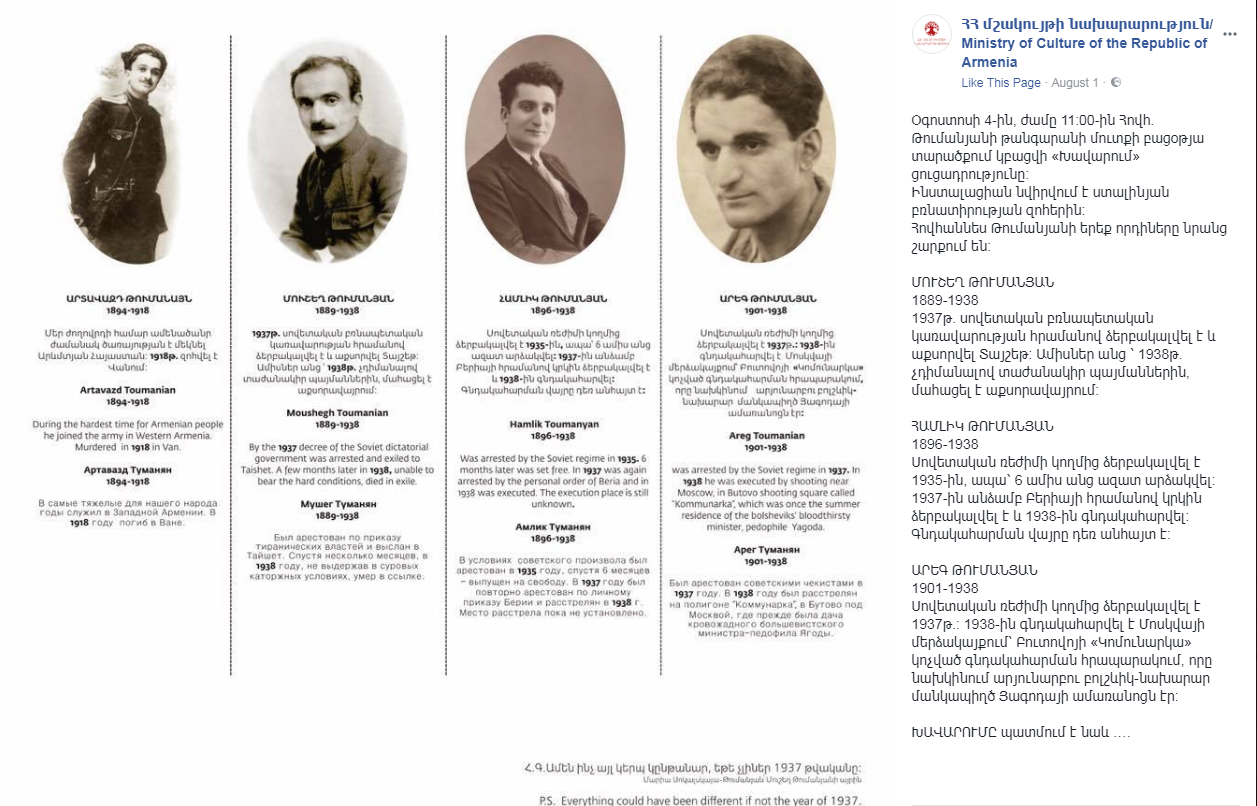 ԱՐՏԱՎԱԶԴ ԹՈՒՄԱՆԱՅՆ
1894-1918
Մեր ժողովրդի համար ամենածանր
ժամանակ ծառայության է մեկնել
Արևմտյան Հայաստան: 1918թ. զոհվել է
Վանում:
Artavazd Toumanian
1894-1918
During the hardest time for Armenian people
he joined the army in Western Armenia.
Murdered in 1918 in Van.
Артавазд Туманян
1894-1918
В самые тяжелые для нашего народа
годы служил в Западной Армении. В
1918 году погиб в Ване.
ՄՈՒՇԵՂ ԹՈՒՄԱՆՅԱՆ
1889-1938
1937թ. սովետական բռնապետական
կառավարության հրամանով
ձերբակալվել է և աքսորվել Տայշեթ:
Ամիսներ անց ՝ 1938թ. չդիմանալով
տաժանակիր պայմաններին, մահացել է
աքսորավայրում:
Moushegh Toumanian
1889-1938
By the 1937 decree of the Soviet dictatorial
government was arrested and exiled to
Taishet. A few months later in 1938, unable to
bear the hard conditions, died in exile.
Мушег Туманян
1889-1938
Был арестован по приказу
тиранических властей и выслан в
Тайшет. Спустя несколько месяцев, в
1938 году, не выдержав в суровых
каторжных условиях, умер в ссылке.
ՀԱՄԼԻԿ ԹՈՒՄԱՆՅԱՆ
1896-1938
Սովետական ռեժիմի կողմից
ձերբակալվել է 1935-ին, ապա՝ 6 ամիս անց
ազատ արձակվել: 1937-ին անձամբ
Բերիայի հրամանով կրկին ձերբակալվել է
և 1938-ին գնդակահարվել:
Գնդակահարման վայրը դեռ անհայտ է:
Hamlik Toumanyan
1896-1938
Was arrested by the Soviet regime in 1935. 6
months later was set free. In 1937 was again
arrested by the personal order of Beria and in
1938 was executed. The execution place is still
unknown.
Амлик Туманян
1896-1938
В условиях советского произвола был
арестован в 1935 году, спустя 6 месяцев
– выпущен на свободу. В 1937 году был
повторно арестован по личному
приказу Берии и расстрелян в 1938 г.
Место расстрела пока не установлено.
ԱՐԵԳ ԹՈՒՄԱՆՅԱՆ
1901-1938
Սովետական ռեժիմի կողմից
ձերբակալվել է 1937թ.: 1938-ին
գնդակահարվել է Մոսկվայի
մերձակայքում՝ Բուտովոյի «Կոմունարկա»
կոչված գնդակահարման հրապարակում,
որը նախկինում արյունարբու բոլշևիկ-
նախարար մանկապիղծ Յագոդայի
ամառանոցն էր:
Areg Toumanian
1901-1938
was arrested by the Soviet regime in 1937. In
1938 he was executed by shooting near
Moscow, in Butovo shooting square called
"Kommunarka", which was once the summer
residence of the bolsheviks' bloodthirsty
minister, pedophile Yagoda.
Арег Туманян
1901-1938
Был арестован советскими чекистами в
1937 году. В 1938 году был расстрелян
на полигоне "Коммунарка", в Бутово под
Москвой, где прежде была дача
кровожадного большевистского
министра-педофила Ягоды.
Հ.Գ.Ամեն ինչ այլ կերպ կընթանար, եթե չլիներ 1937 թվականը:
Մարիա Սոկալսկայա-Թումանյան Մուշեղ Թումանյանի այրին
P.S. Everything could have been different if not the year of 1937.
ՀՀ մշակույթի նախարարություն/
Ministry of Culture of the Republic of
Armenia
Like This Page · August 1 ·
Օգոստոսի 4-ին, ժամը 11:00-ին Հովհ.
Թումանյանի թանգարանի մուտքի բացօթյա
տարածքում կբացվի «Խավարում»
ցուցադրությունը:
Ինստալացիան նվիրվում է ստալինյան
բռնատիրության զոհերին:
Հովհաննես Թումանյանի երեք որդիները նրանց
շարքում են:
ՄՈՒՇԵՂ ԹՈՒՄԱՆՅԱՆ
1889-1938
1937թ. սովետական բռնապետական
կառավարության հրամանով ձերբակալվել է և
աքսորվել Տայշեթ: Ամիսներ անց ՝ 1938թ.
չդիմանալով տաժանակիր պայմաններին,
մահացել է աքսորավայրում:
ՀԱՄԼԻԿ ԹՈՒՄԱՆՅԱՆ
1896-1938
Սովետական ռեժիմի կողմից ձերբակալվել է
1935-ին, ապա՝ 6 ամիս անց ազատ արձակվել:
1937-ին անձամբ Բերիայի հրամանով կրկին
ձերբակալվել է և 1938-ին գնդակահարվել:
Գնդակահարման վայրը դեռ անհայտ է:
ԱՐԵԳ ԹՈՒՄԱՆՅԱՆ
1901-1938
Սովետական ռեժիմի կողմից ձերբակալվել է
1937թ.: 1938-ին գնդակահարվել է Մոսկվայի
մերձակայքում՝ Բուտովոյի «Կոմունարկա»
կոչված գնդակահարման հրապարակում, որը
նախկինում արյունարբու բոլշևիկ-նախարար
մանկապիղծ Յագոդայի ամառանոցն էր:
ԽԱՎԱՐՈՒՄԸ պատմում է նաև ....